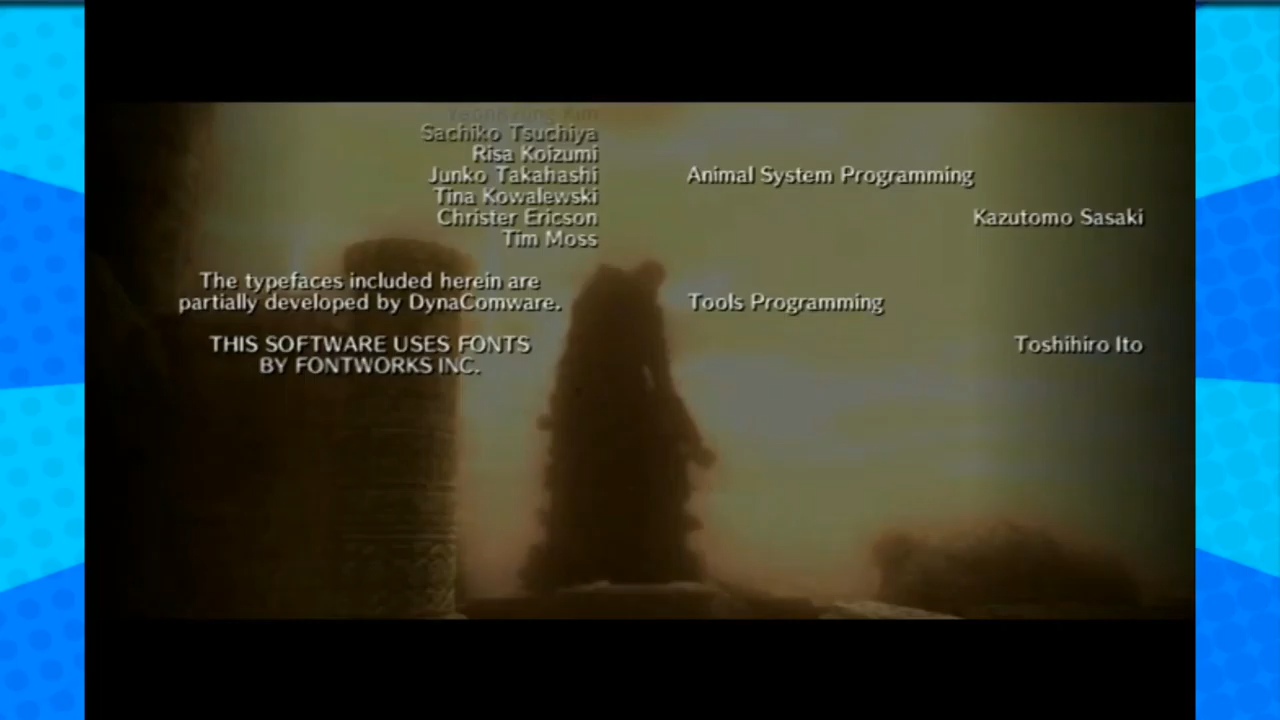 Sachiko Tsuchiya
Risa Koizumi
Junko Takahashi
Tina Kowalewski
Christer Ericson
Tim Moss
The typefaces included herein are
partially developed by DynaComware.
THIS SOFTWARE USES FONTS
BY FONTWORKS INC.
Animal System Programming
Kazutomo Sasaki
Tools Programming
Toshihiro Ito